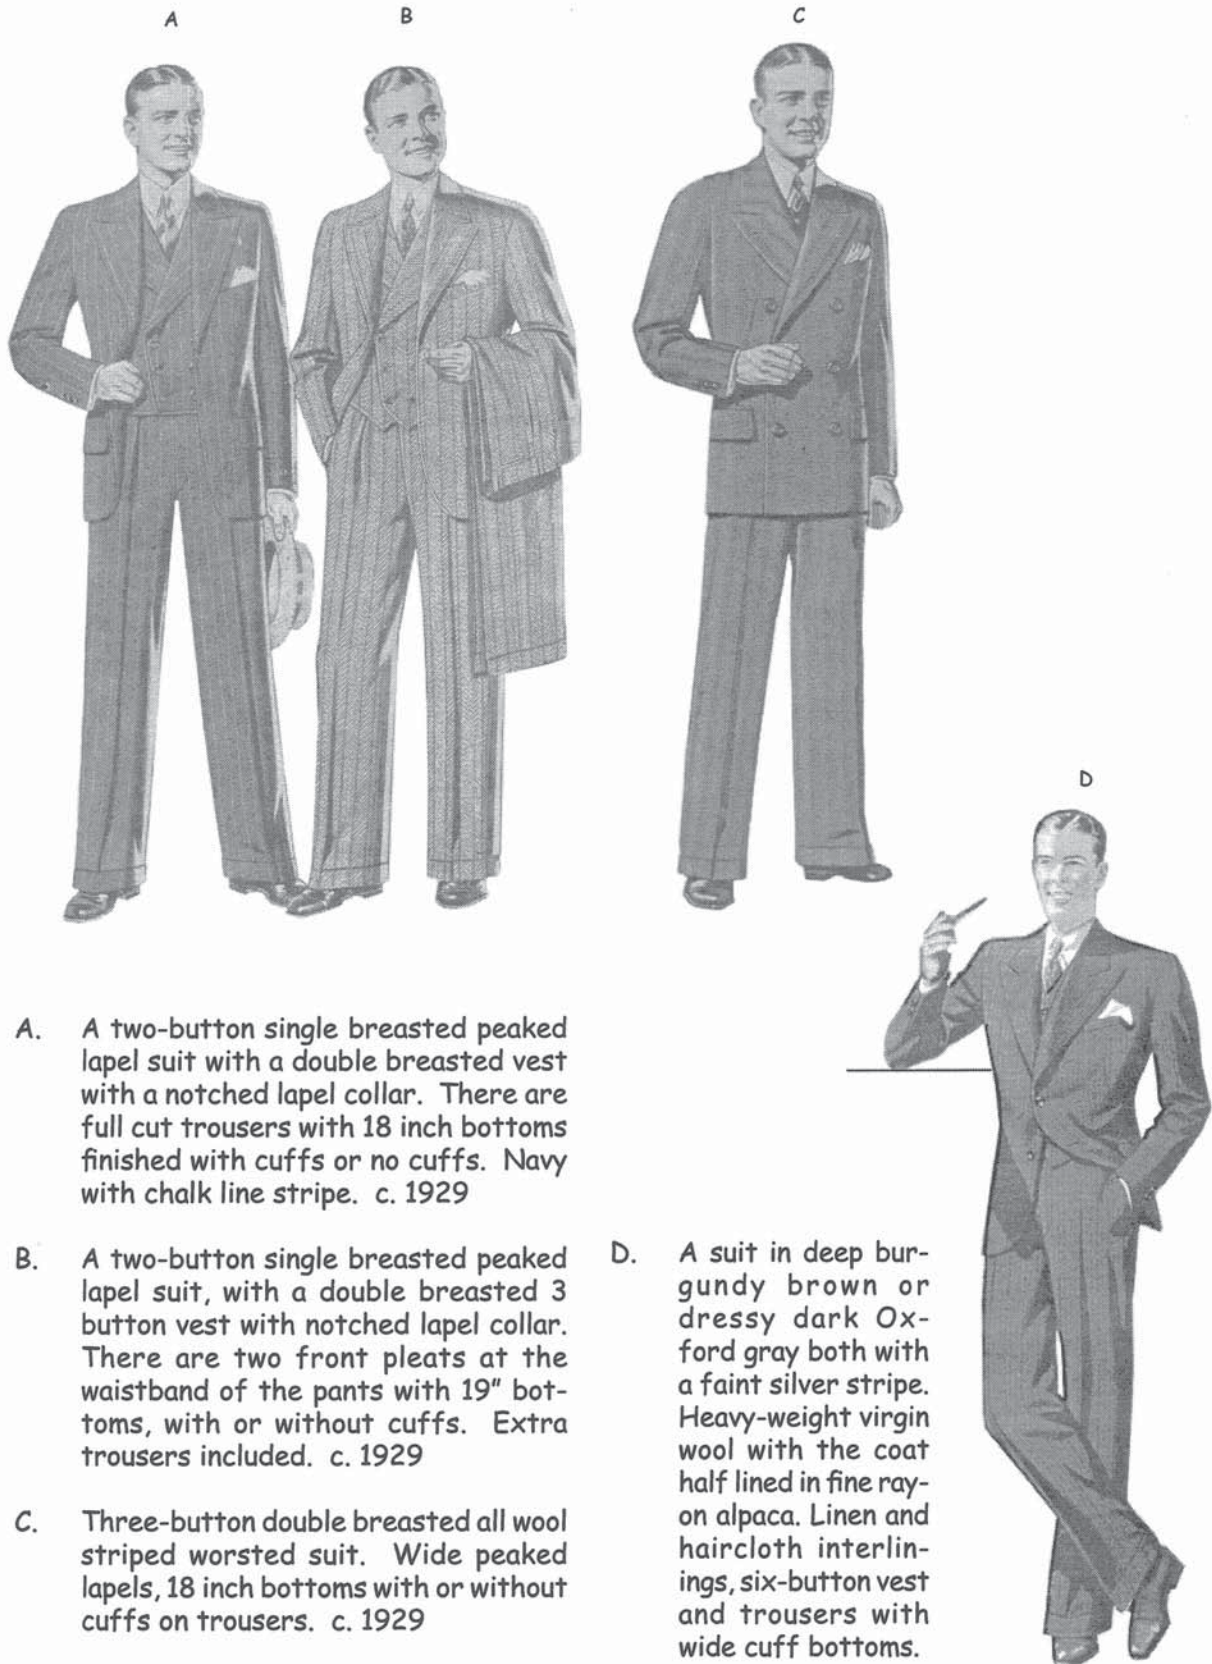 A
B
C
D
A. A two-button single breasted peaked
lapel suit with a double breasted vest
with a notched lapel collar. There are
full cut trousers with 18 inch bottoms
finished with cuffs or no cuffs. Navy
with chalk line stripe. c. 1929
B. A two-button single breasted peaked
lapel suit, with a double breasted 3
button vest with notched lapel collar.
There are two front pleats at the
waistband of the pants with 19" bot-
toms, with or without cuffs. Extra
trousers included. c. 1929
C. Three-button double breasted all wool
striped worsted suit. Wide peaked
lapels, 18 inch bottoms with or without
cuffs on trousers. c. 1929
D. A suit in deep bur-
gundy brown or
dressy dark Ox-
ford gray both with
a faint silver stripe.
Heavy-weight virgin
wool with the coat
half lined in fine ray-
on alpaca. Linen and
haircloth interlin-
ings, six-button vest
and trousers with
wide cuff bottoms.